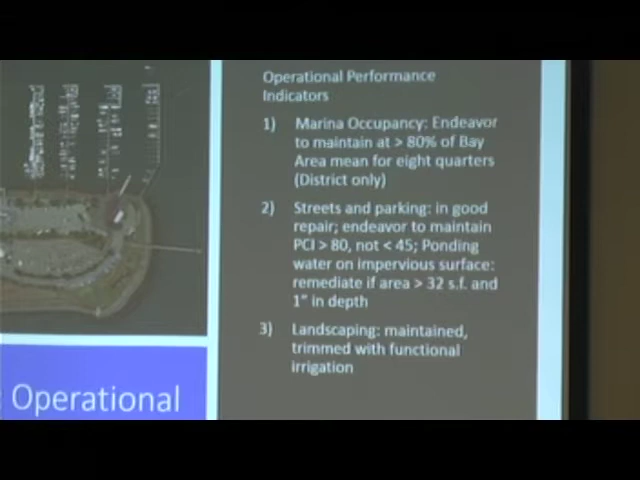 Operational Performance
Indicators
1) Marina Occupancy: Endeavor
to maintain at > 80% of Bay
Area mean for eight quarters
(District only)
2) Streets and parking: in good
repair; endeavor to maintain
PCI > 80, not < 45; Ponding
water on impervious surface:
remediate if area > 32 s.f. and
1" in depth
3) Landscaping: maintained,
trimmed with functional
irrigation
Operational